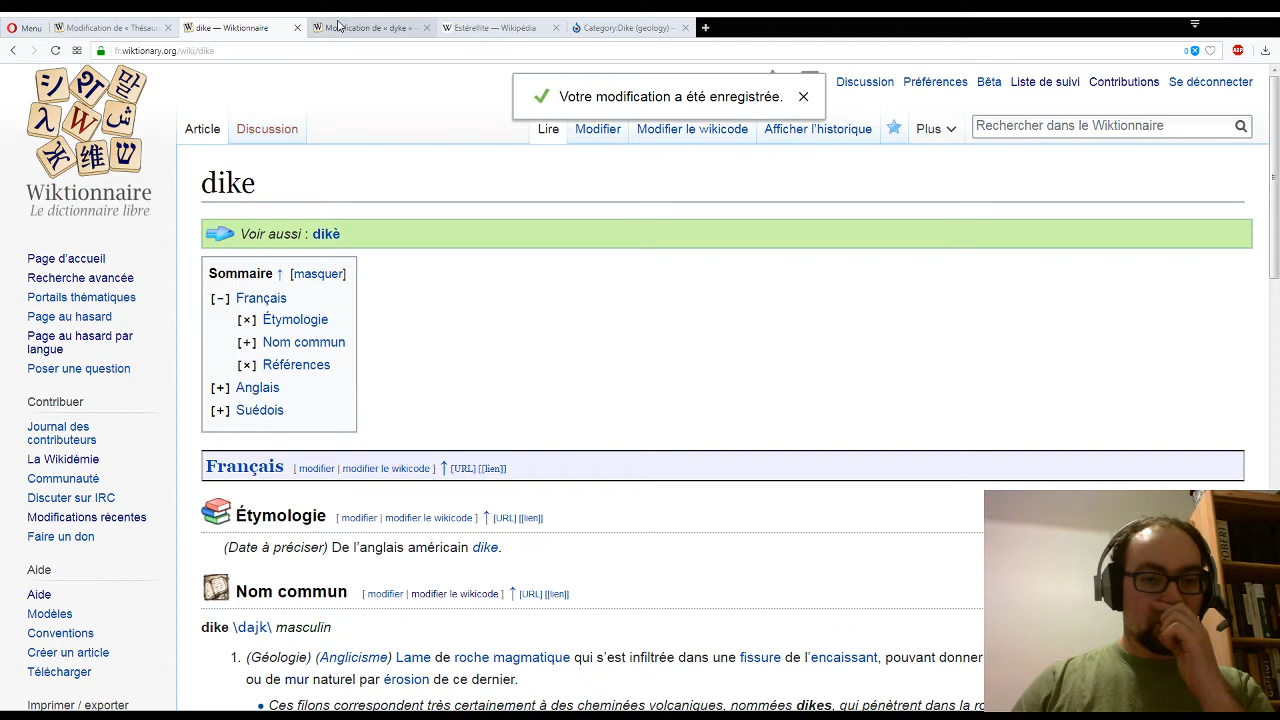 Menu
Modification de « Thésau
dike — Wiktionnaire
Modification de « dyke » -
Estérellite — Wikipédia
Category:Dike (geology) –
fr.wiktionary.org/wiki/dike
0
ABP
Votre modification a été enregistrée.
Discussion Préférences Bêta Liste de suivi Contributions Se déconnecter
Article Discussion Lire Modifier Modifier le wikicode Afficher l'historique Plus Rechercher dans le Wiktionnaire
Wiktionnaire
Le dictionnaire libre
Page d'accueil
Recherche avancée
Portails thématiques
Page au hasard
Page au hasard par
langue
Poser une question
Contribuer
Journal des
contributeurs
La Wikidémie
Communauté
Discuter sur IRC
Modifications récentes
Faire un don
Aide
Aide
Modèles
Conventions
Créer un article
Télécharger
Imprimer / exporter
dike
Voir aussi : dikè
Sommaire ↑ [masquer]
[−] Français
[×] Étymologie
[+] Nom commun
[×] Références
[+] Anglais
[+] Suédois
Français [ modifier | modifier le wikicode ] ↑ [URL] [[lien]]
Étymologie [ modifier | modifier le wikicode ] ↑ [URL] [[lien]]
(Date à préciser) De l'anglais américain dike.
Nom commun [ modifier | modifier le wikicode ] ↑ [URL] [[lien]]
dike \dajk\ masculin
1. (Géologie) (Anglicisme) Lame de roche magmatique qui s'est infiltrée dans une fissure de l'encaissant, pouvant donner
ou de mur naturel par érosion de ce dernier.
• Ces filons correspondent très certainement à des cheminées volcaniques, nommées dikes, qui pénètrent dans la ro